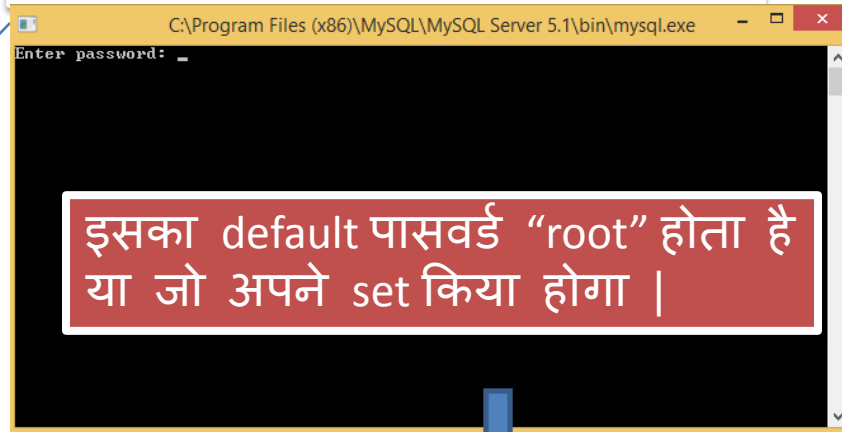 C:\Program Files (x86)\MySQL\MySQL Server 5.1\bin\mysql.exe
Enter password: _
इसका default पासवर्ड “root” होता है
या जो अपने set किया होगा |